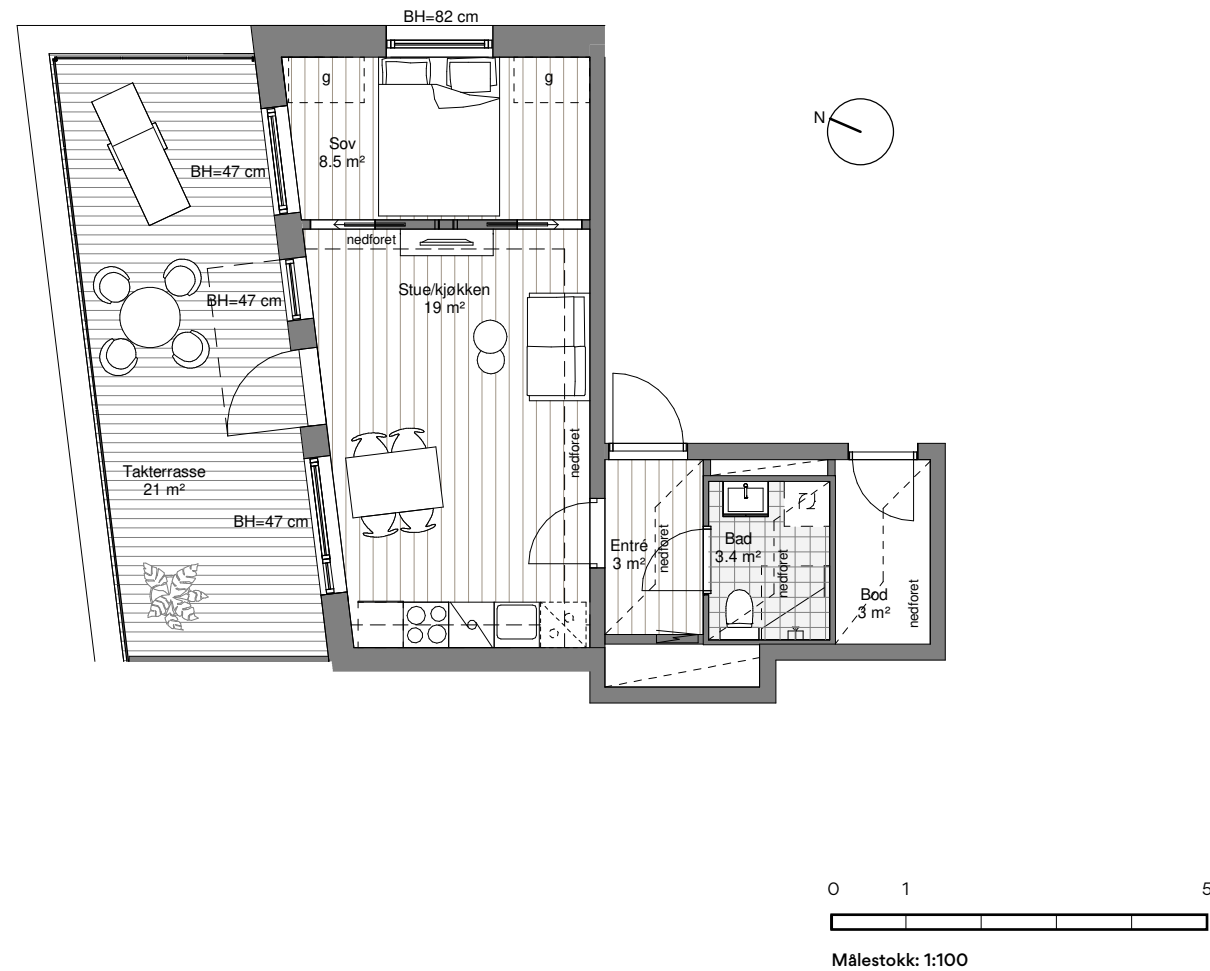 BH=82 cm
g
g
N
Sov
8.5 m²
BH=47 cm
nedforet
Stue/kjøkken
19 m²
BH=47 cm
nedforet
Takterrasse
21 m²
BH=47 cm
Entré
3 m²
nedforet
Bad
3.4 m²
nedforet
Bod
3 m²
nedforet
0 1 5
Målestokk: 1:100